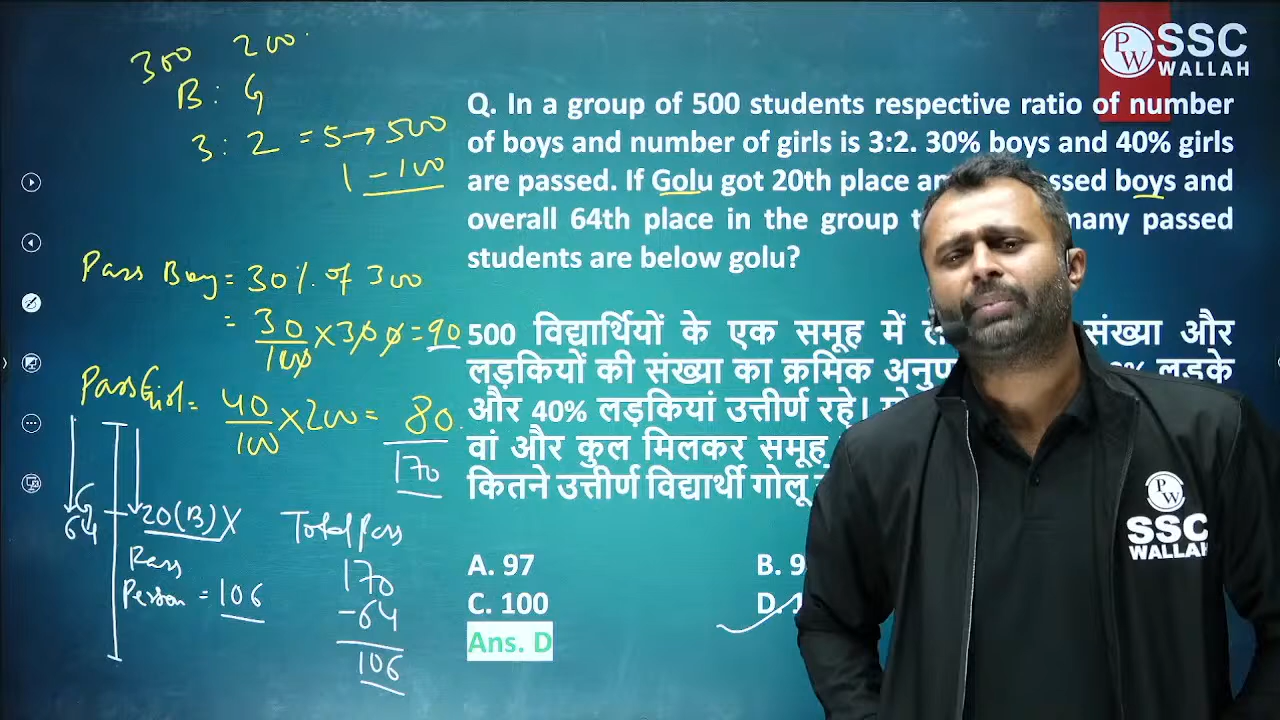 300 200
B : G
3 : 2 = 5 → 500
1 - 100
Pass Boy = 30% of 300
= 30/100 × 300 = 90
Pass Girl = 40/100 × 200 = 80
170
G
64
20(B) X
Pass
Person = 106
Total Pass
170
-64
106
PW SSC
WALLAH
Q. In a group of 500 students respective ratio of number
of boys and number of girls is 3:2. 30% boys and 40% girls
are passed. If Golu got 20th place boys and
overall 64th place in the group many passed
students are below golu?
500 विद्यार्थियों के एक समूह में संख्या और
लड़कियों की संख्या का क्रमिक लड़के
और 40% लड़कियां उत्तीर्ण रहे।
वां और कुल मिलकर समूह
कितने उत्तीर्ण विद्यार्थी गोलू
A. 97
B. 9
C. 100
D. 1
Ans. D
PW
SSC
WALLAH